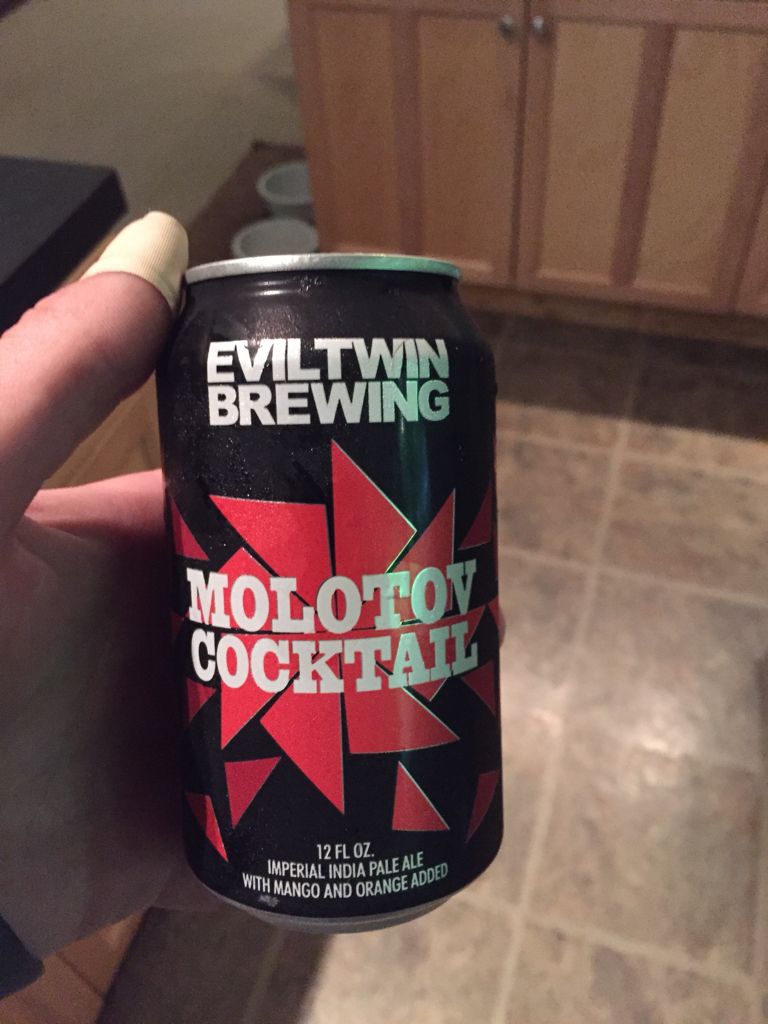 EVILTWIN
BREWING
MOLOTOV
COCKTAIL
12 FL OZ.
IMPERIAL INDIA PALE ALE
WITH MANGO AND ORANGE ADDED